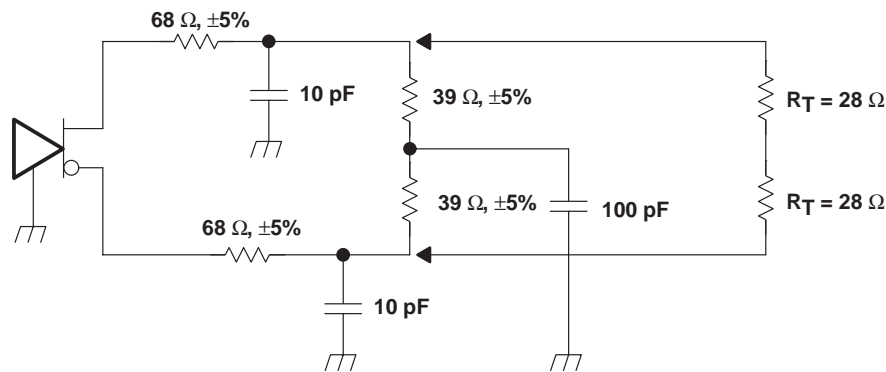 68 Ω, ±5%
10 pF
39 Ω, ±5%
RT = 28 Ω
39 Ω, ±5%
100 pF
RT = 28 Ω
68 Ω, ±5%
10 pF